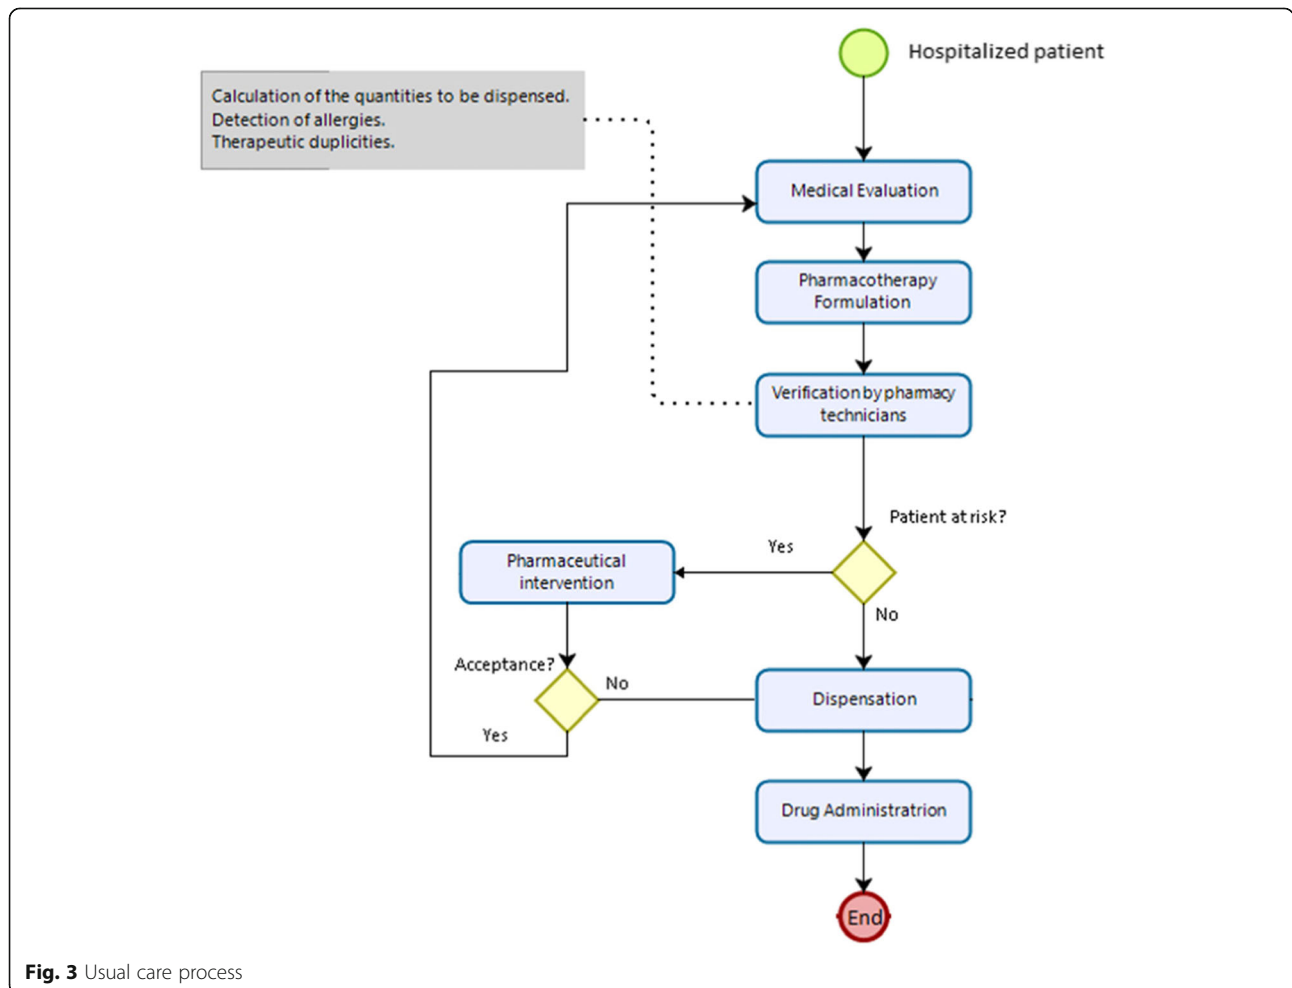 Hospitalized patient
Calculation of the quantities to be dispensed.
Detection of allergies.
Therapeutic duplicities.
Medical Evaluation
Pharmacotherapy
Formulation
Verification by pharmacy
technicians
Patient at risk?
Yes
Pharmaceutical
intervention
No
Acceptance?
No
Dispensation
Yes
Drug Administratrion
End
Fig. 3 Usual care process